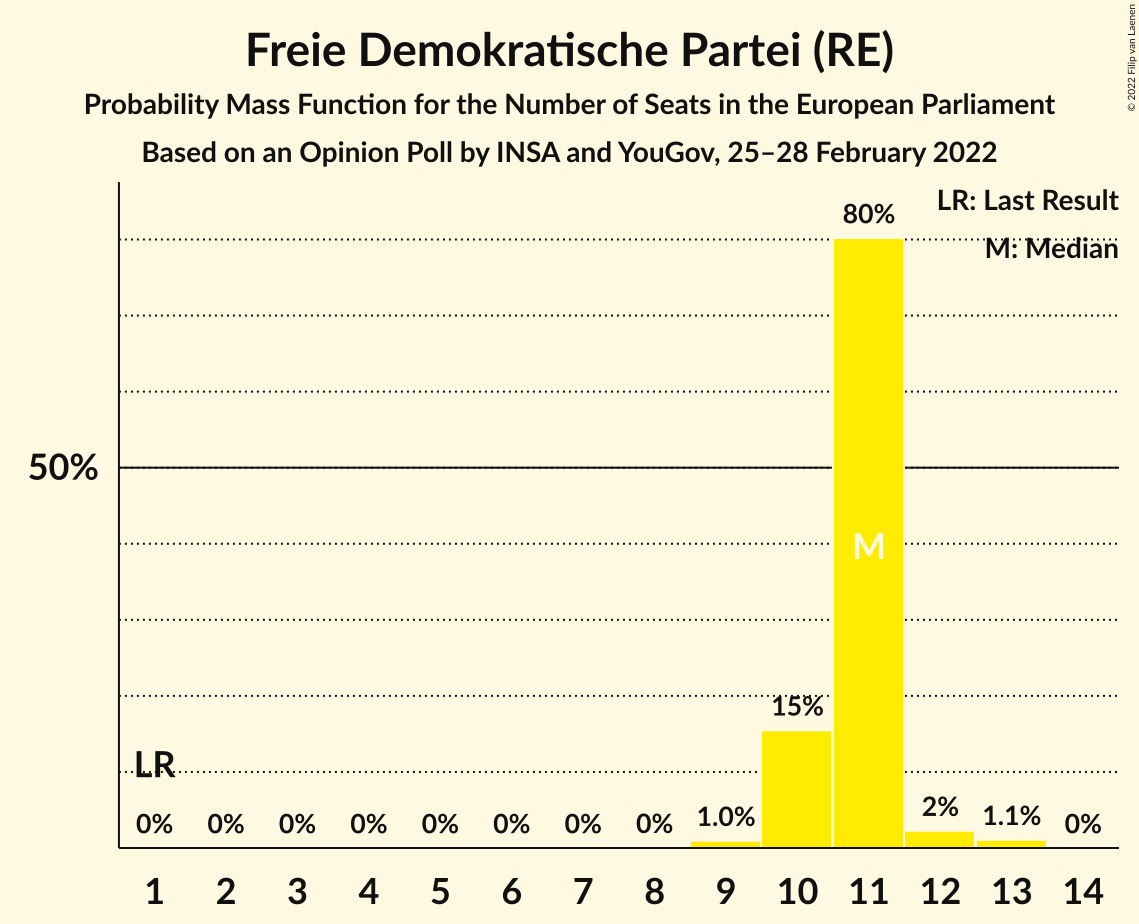 Freie Demokratische Partei (RE)
Probability Mass Function for the Number of Seats in the European Parliament
Based on an Opinion Poll by INSA and YouGov, 25–28 February 2022
© 2022 Filip van Laenen
LR: Last Result
M: Median
80%
50%
M
15%
LR
0% 0% 0% 0% 0% 0% 0% 0% 1.0% 2% 1.1% 0%
1 2 3 4 5 6 7 8 9 10 11 12 13 14